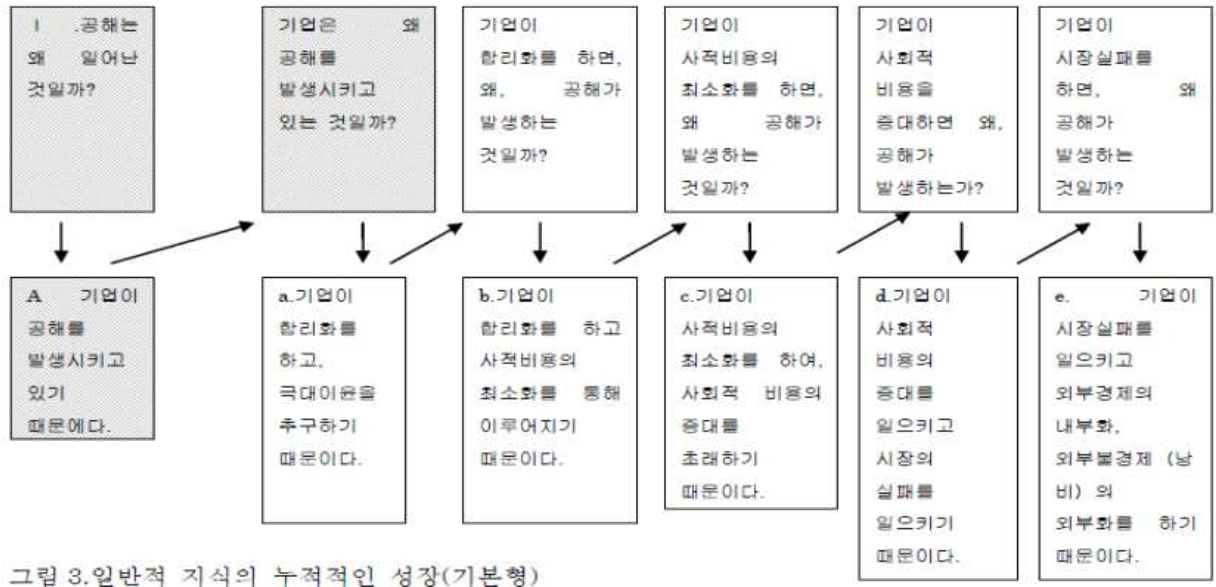 I .공해는
왜 일어난
것일까?
기업은 왜
공해를
발생시키고
있는 것일까?
기업이
합리화를 하면,
왜, 공해가
발생하는
것일까?
기업이
사적비용의
최소화를 하면,
왜 공해가
발생하는
것일까?
기업이
사회적
비용을
증대하면 왜,
공해가
발생하는가?
기업이
시장실패를
하면, 왜
공해가
발생하는
것일까?
A 기업이
공해를
발생시키고
있기
때문에다.
a.기업이
합리화를
하고,
극대이윤을
추구하기
때문이다.
b.기업이
합리화를 하고
사적비용의
최소화를 통해
이루어지기
때문이다.
c.기업이
사적비용의
최소화를 하여,
사회적 비용의
증대를
초래하기
때문이다.
d.기업이
사회적
비용의
증대를
일으키고
시장의
실패를
일으키기
때문이다.
e. 기업이
시장실패를
일으키고
외부경제의
내부화,
외부불경제 (낭
비) 의
외부화를 하기
때문이다.
그림 3.일반적 지식의 누적적인 성장(기본형)